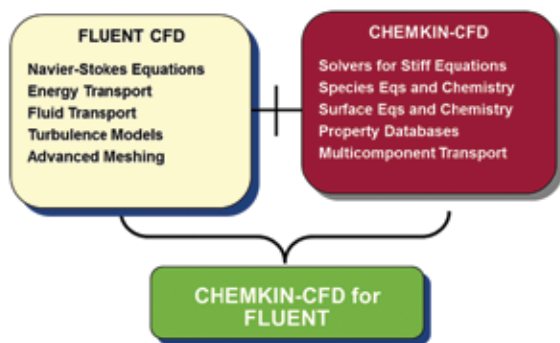 FLUENT CFD
Navier-Stokes Equations
Energy Transport
Fluid Transport
Turbulence Models
Advanced Meshing
CHEMKIN-CFD
Solvers for Stiff Equations
Species Eqs and Chemistry
Surface Eqs and Chemistry
Property Databases
Multicomponent Transport
CHEMKIN-CFD for
FLUENT